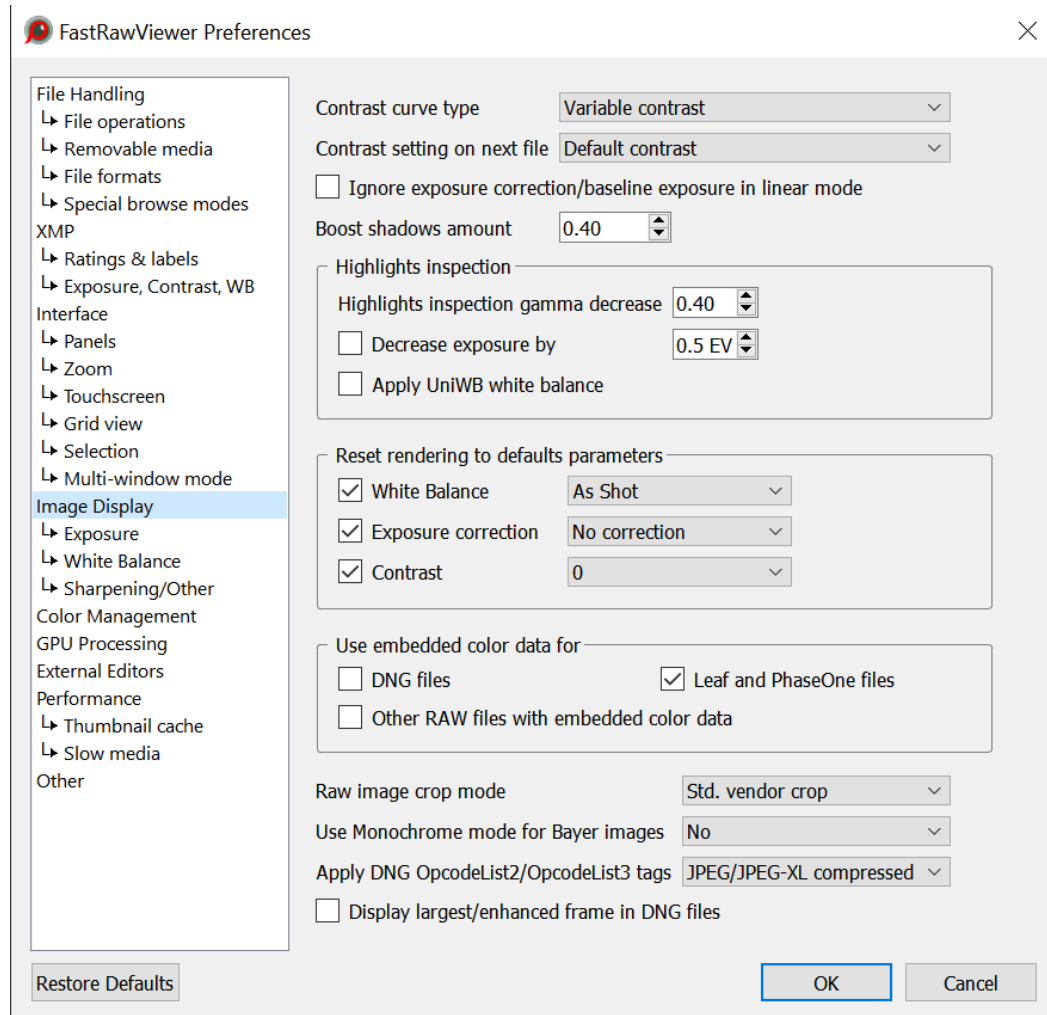 FastRawViewer Preferences
File Handling
File operations
Removable media
File formats
Special browse modes
XMP
Ratings & labels
Exposure, Contrast, WB
Interface
Panels
Zoom
Touchscreen
Grid view
Selection
Multi-window mode
Image Display
Exposure
White Balance
Sharpening/Other
Color Management
GPU Processing
External Editors
Performance
Thumbnail cache
Slow media
Other
Contrast curve type Variable contrast
Contrast setting on next file Default contrast
Ignore exposure correction/baseline exposure in linear mode
Boost shadows amount 0.40
Highlights inspection
Highlights inspection gamma decrease 0.40
Decrease exposure by 0.5 EV
Apply UniWB white balance
Reset rendering to defaults parameters
White Balance As Shot
Exposure correction No correction
Contrast 0
Use embedded color data for
DNG files Leaf and PhaseOne files
Other RAW files with embedded color data
Raw image crop mode Std. vendor crop
Use Monochrome mode for Bayer images No
Apply DNG OpcodeList2/OpcodeList3 tags JPEG/JPEG-XL compressed
Display largest/enhanced frame in DNG files
Restore Defaults OK Cancel